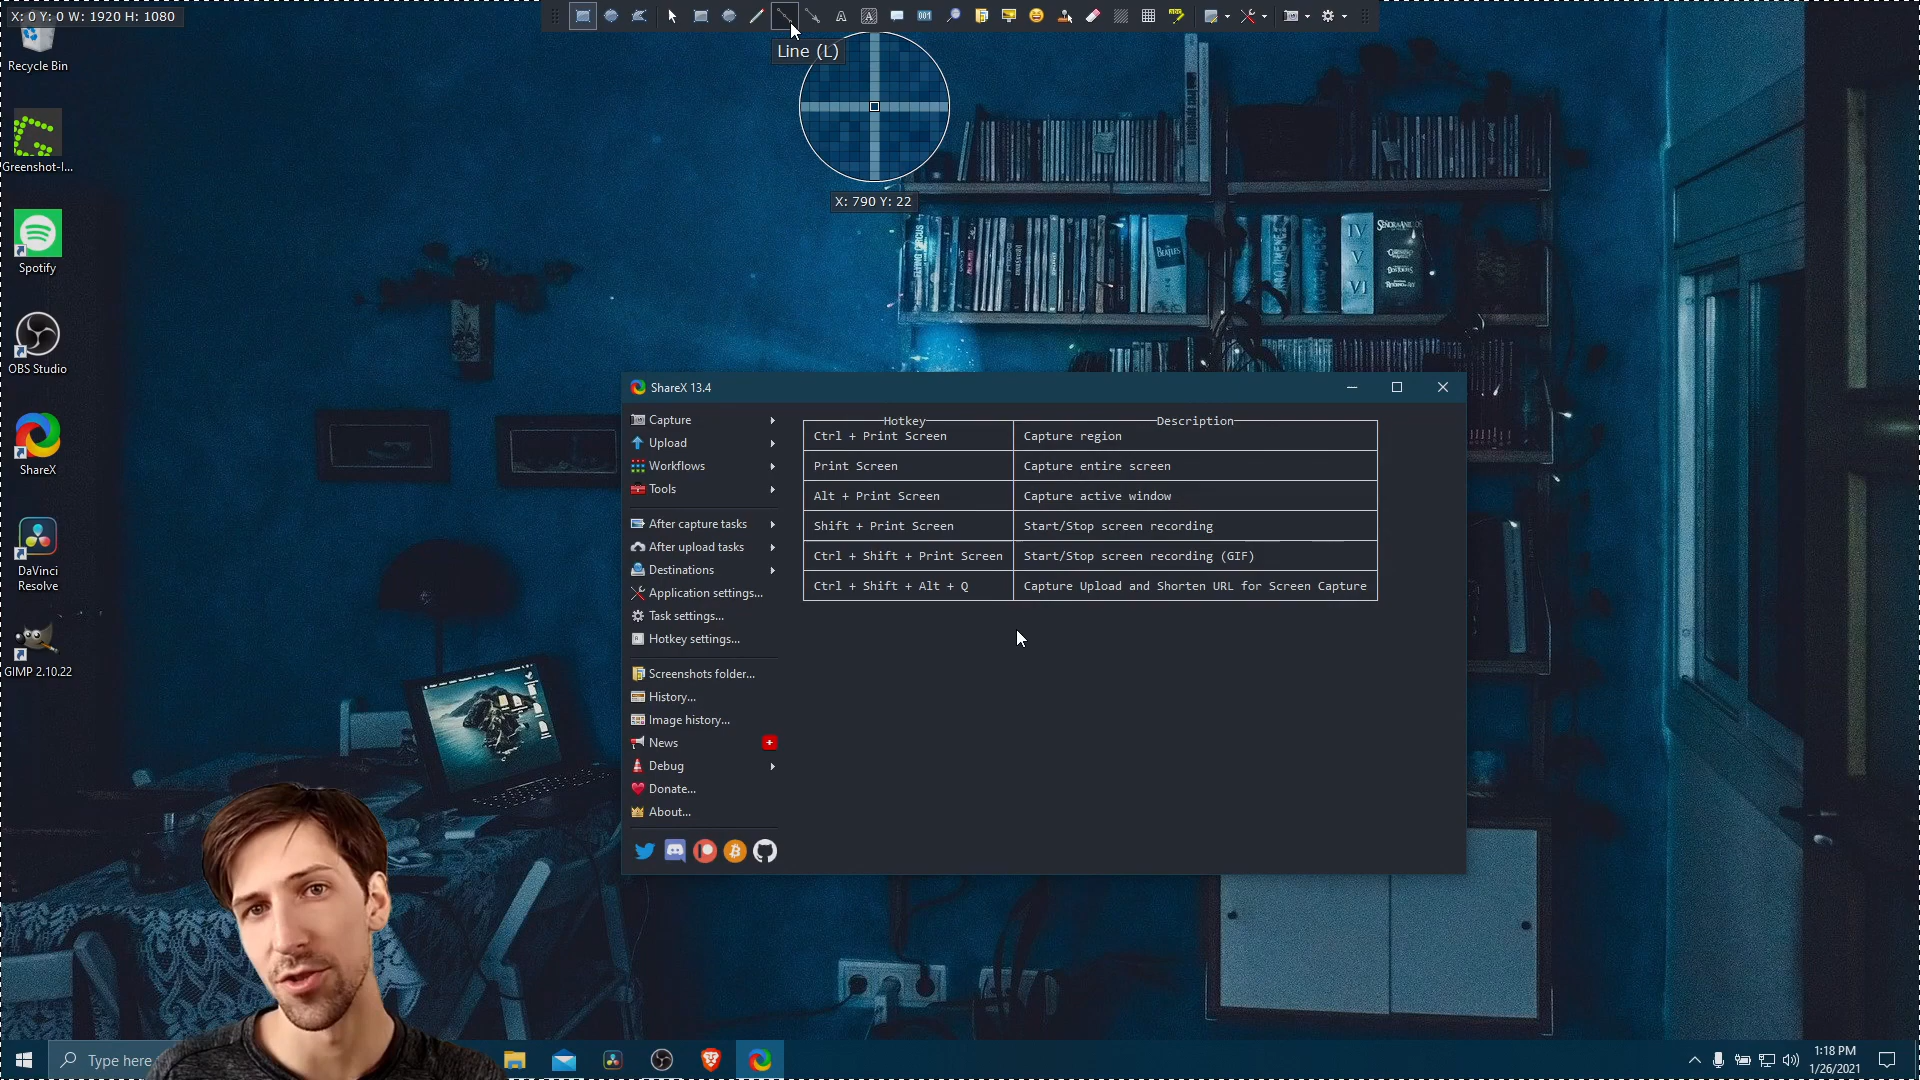 X: 0 Y: 0 W: 1920 H: 1080
Line (L)
X: 790 Y: 22
Recycle Bin
Greenshot-I...
Spotify
OBS Studio
ShareX
DaVinci
Resolve
GIMP 2.10.22
FLYING CIRCUS
BEATLES
IV
V
VI
ShareX 13.4
Capture
Upload
Workflows
Tools
After capture tasks
After upload tasks
Destinations
Application settings...
Task settings...
Hotkey settings...
Screenshots folder...
History...
Image history...
News
Debug
Donate...
About...
Hotkey Description
Ctrl + Print Screen Capture region
Print Screen Capture entire screen
Alt + Print Screen Capture active window
Shift + Print Screen Start/Stop screen recording
Ctrl + Shift + Print Screen Start/Stop screen recording (GIF)
Ctrl + Shift + Alt + Q Capture Upload and Shorten URL for Screen Capture
Type here
1:18 PM
1/26/2021